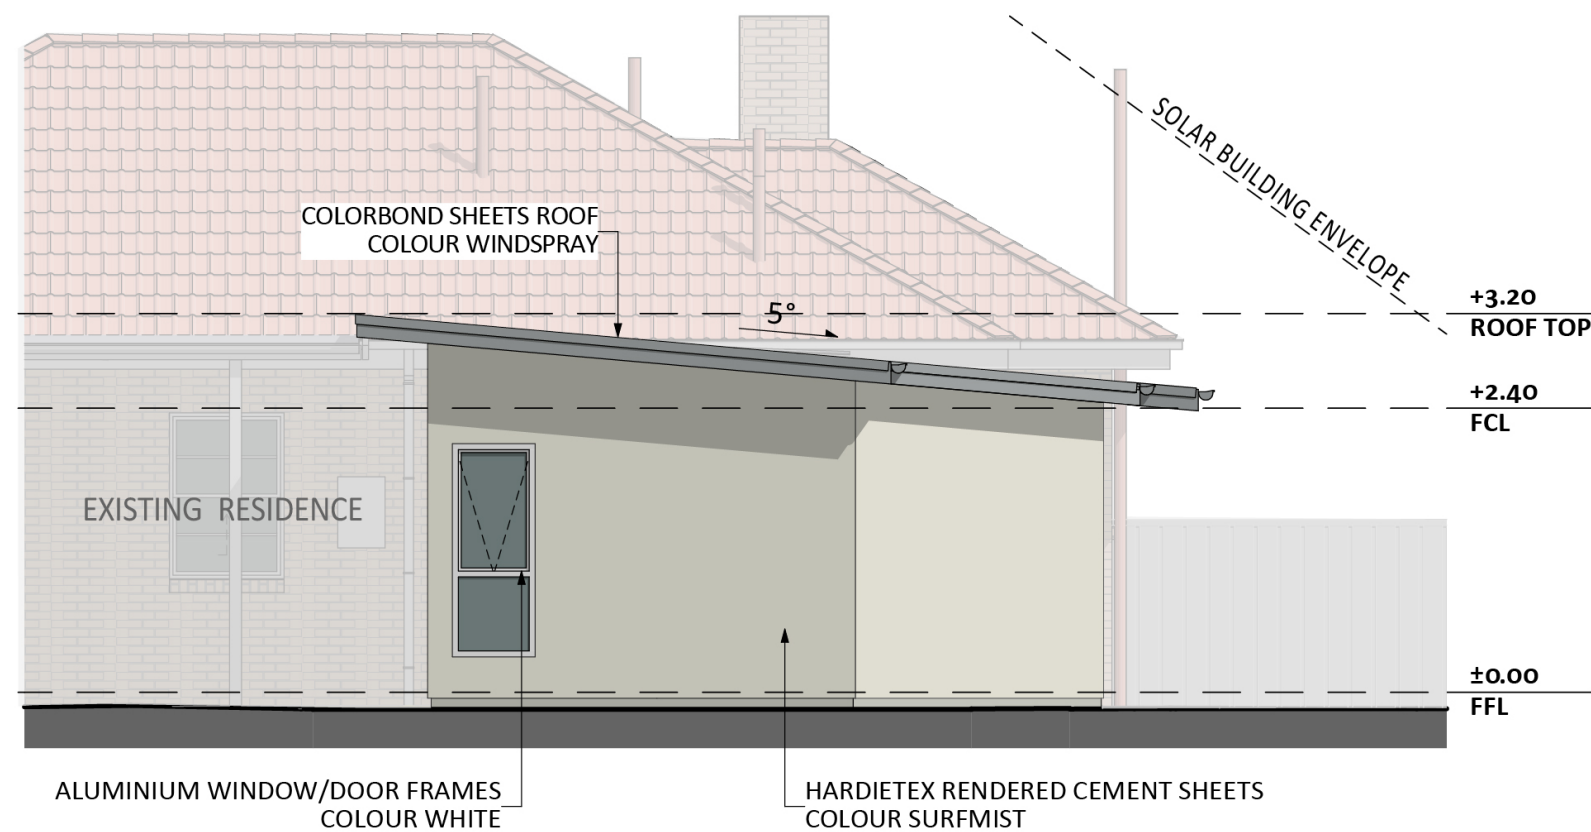 SOLAR BUILDING ENVELOPE
COLORBOND SHEETS ROOF
COLOUR WINDSPRAY
5°
+3.20
ROOF TOP
+2.40
FCL
EXISTING RESIDENCE
±0.00
FFL
ALUMINIUM WINDOW/DOOR FRAMES
COLOUR WHITE
HARDIETEX RENDERED CEMENT SHEETS
COLOUR SURFMIST